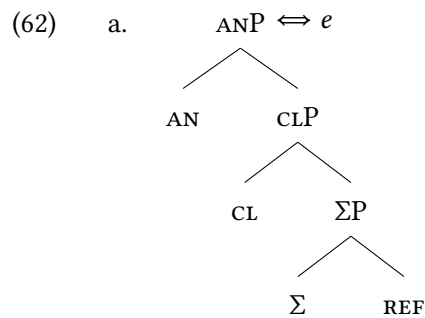 (62) a. ANP ⇔ e
AN CLP
CL ΣP
Σ REF